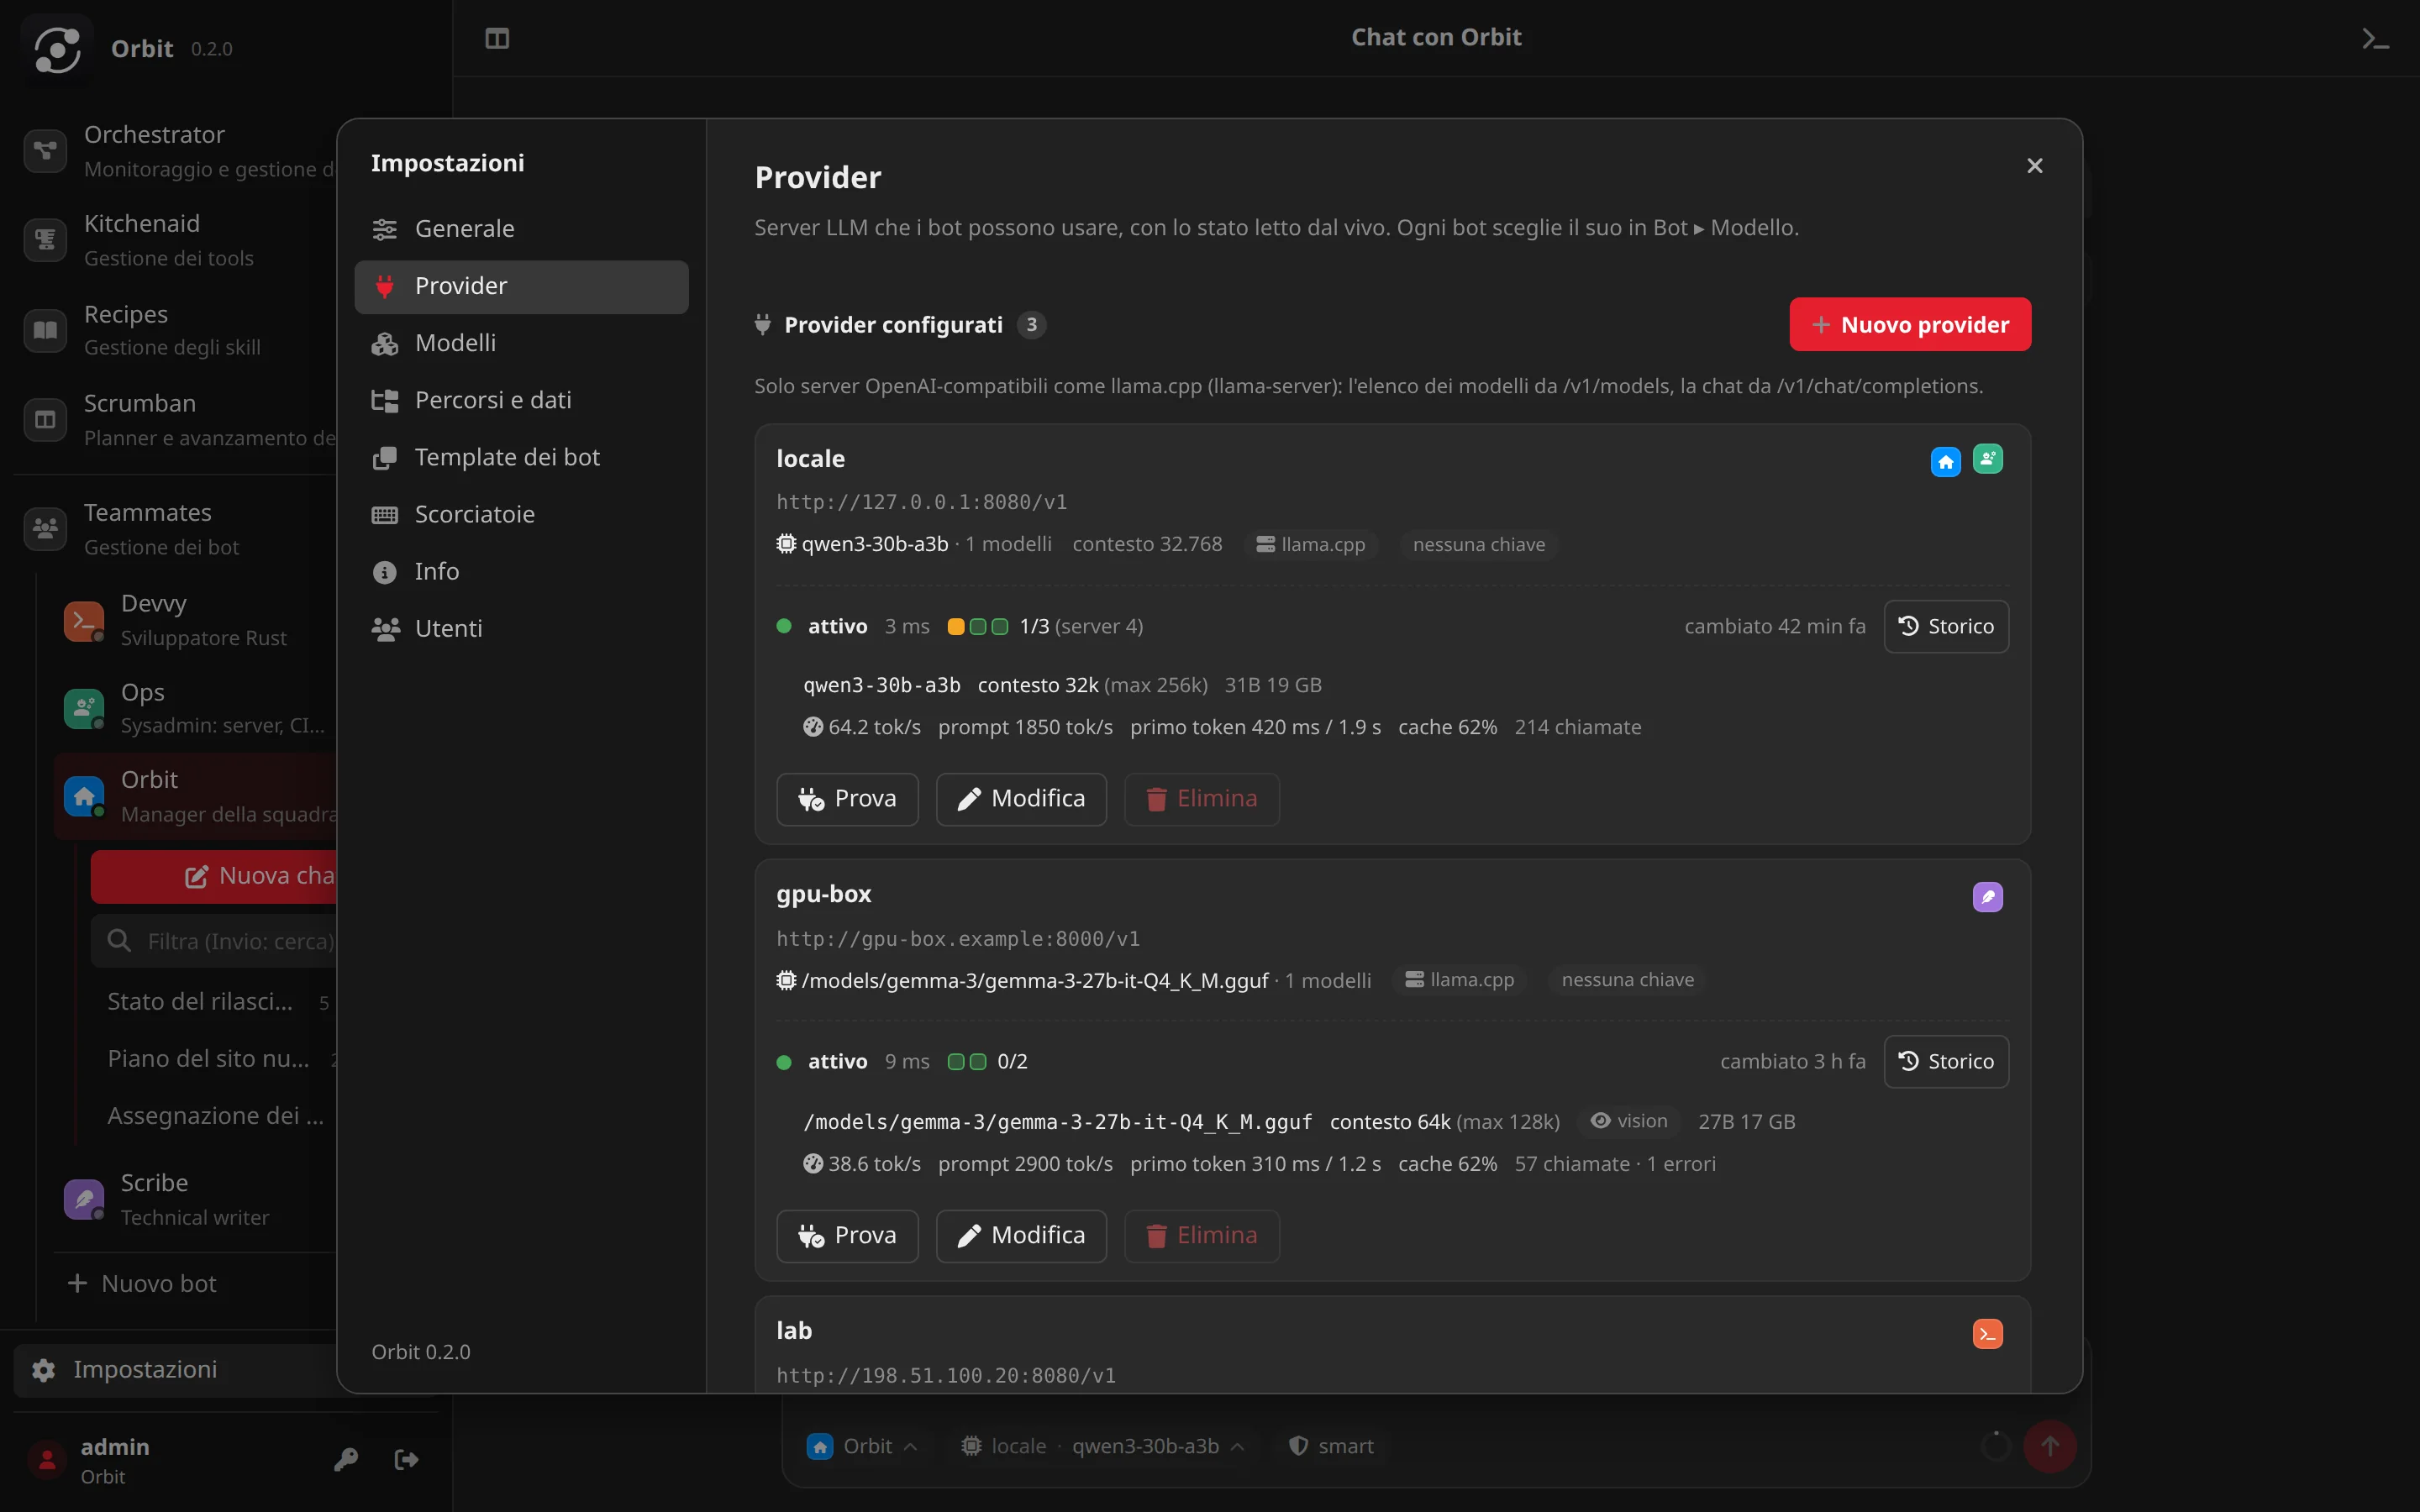 Orbit 0.2.0
Chat con Orbit
Orchestrator
Monitoraggio e gestione d
Kitchenaid
Gestione dei tools
Recipes
Gestione degli skill
Scrumban
Planner e avanzamento de
Teammates
Gestione dei bot
Devvy
Sviluppatore Rust
Ops
Sysadmin: server, CI...
Orbit
Manager della squadra
Nuova cha
Filtra (Invio: cerca)
Stato del rilasci... 5
Piano del sito nu...
Assegnazione dei ...
Scribe
Technical writer
Nuovo bot
Impostazioni
admin
Orbit
Impostazioni
Generale
Provider
Modelli
Percorsi e dati
Template dei bot
Scorciatoie
Info
Utenti
Orbit 0.2.0
Provider
Server LLM che i bot possono usare, con lo stato letto dal vivo. Ogni bot sceglie il suo in Bot ▸ Modello.
Provider configurati 3
+ Nuovo provider
Solo server OpenAI-compatibili come llama.cpp (llama-server): l'elenco dei modelli da /v1/models, la chat da /v1/chat/completions.
locale
http://127.0.0.1:8080/v1
qwen3-30b-a3b · 1 modelli contesto 32.768 llama.cpp nessuna chiave
attivo 3 ms 1/3 (server 4) cambiato 42 min fa Storico
qwen3-30b-a3b contesto 32k (max 256k) 31B 19 GB
64.2 tok/s prompt 1850 tok/s primo token 420 ms / 1.9 s cache 62% 214 chiamate
Prova Modifica Elimina
gpu-box
http://gpu-box.example:8000/v1
/models/gemma-3/gemma-3-27b-it-Q4_K_M.gguf · 1 modelli llama.cpp nessuna chiave
attivo 9 ms 0/2 cambiato 3 h fa Storico
/models/gemma-3/gemma-3-27b-it-Q4_K_M.gguf contesto 64k (max 128k) vision 27B 17 GB
38.6 tok/s prompt 2900 tok/s primo token 310 ms / 1.2 s cache 62% 57 chiamate · 1 errori
Prova Modifica Elimina
lab
http://198.51.100.20:8080/v1
Orbit locale · qwen3-30b-a3b smart